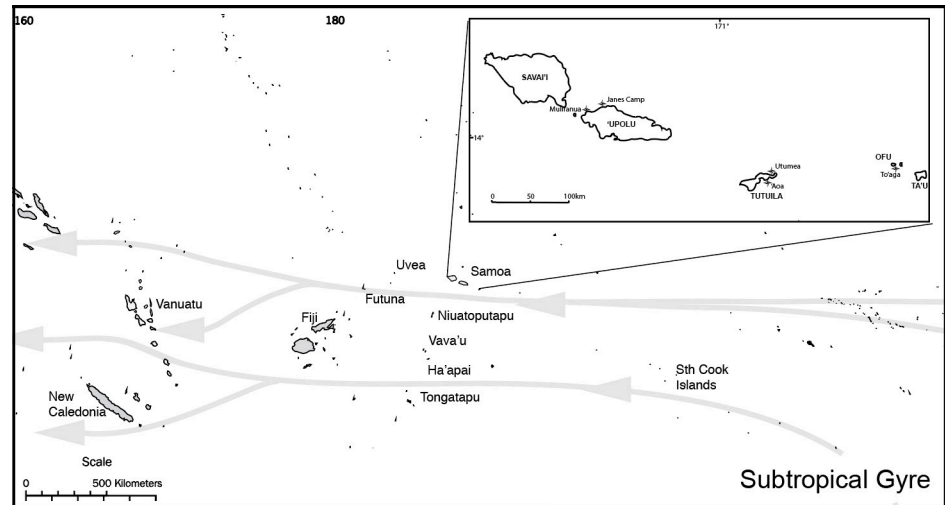 160
180
171°
SAVAI'I
Janes Camp
Mulifanua
'UPOLU
14°
Utumea
OFU
To'aga
'Aoa
TA'U
TUTUILA
0 50 100km
Uvea
Samoa
Vanuatu
Futuna
Fiji
Niuatoputapu
Vava'u
Ha'apai
Sth Cook
Islands
New
Caledonia
Tongatapu
Scale
0 500 Kilometers
Subtropical Gyre